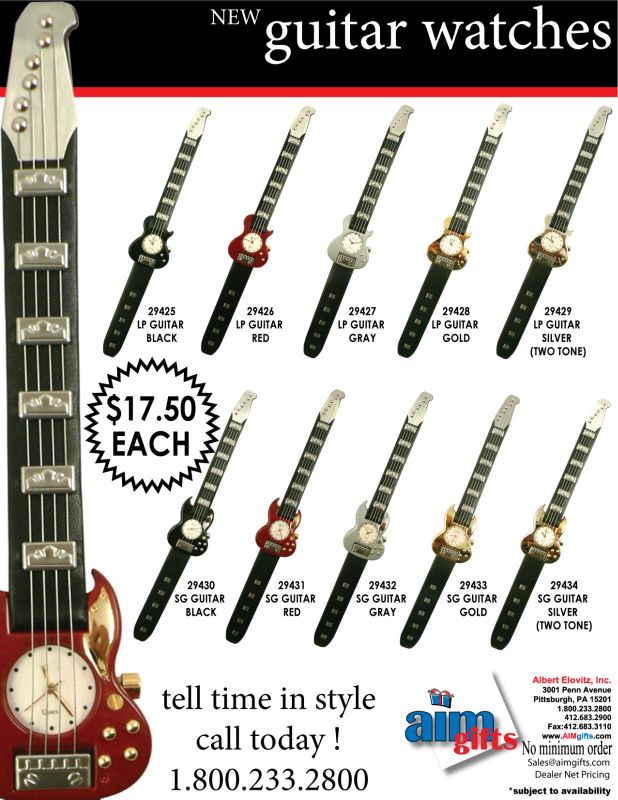 NEW guitar watches
29425
LP GUITAR
BLACK
29426
LP GUITAR
RED
29427
LP GUITAR
GRAY
29428
LP GUITAR
GOLD
29429
LP GUITAR
SILVER
(TWO TONE)
$17.50
EACH
29430
SG GUITAR
BLACK
29431
SG GUITAR
RED
29432
SG GUITAR
GRAY
29433
SG GUITAR
GOLD
29434
SG GUITAR
SILVER
(TWO TONE)
Quartz
tell time in style
call today !
1.800.233.2800
aim
gifts
Albert Elovitz, Inc.
3001 Penn Avenue
Pittsburgh, PA 15201
1.800.233.2800
412.683.2900
Fax:412.683.3110
www.AIMgifts.com
No minimum order
Sales@aimgifts.com
Dealer Net Pricing
*subject to availability